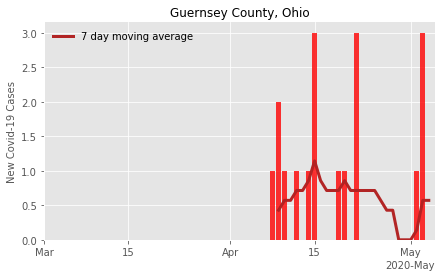 Guernsey County, Ohio
7 day moving average
New Covid-19 Cases
3.0
2.5
2.0
1.5
1.0
0.5
0.0
Mar
15
Apr
15
May
2020-May